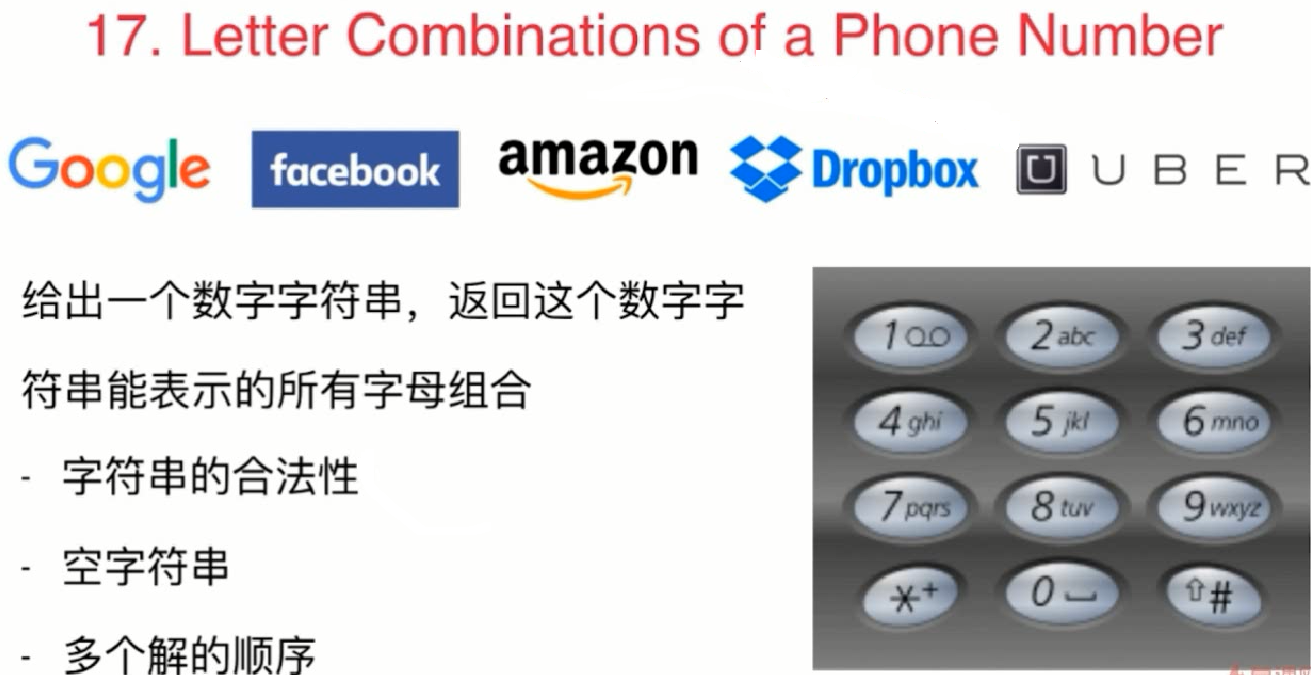 17. Letter Combinations of a Phone Number
Google facebook amazon Dropbox UBER
给出一个数字字符串，返回这个数字字
符串能表示的所有字母组合
- 字符串的合法性
- 空字符串
- 多个解的顺序
1 2 abc 3 def
4 ghi 5 jkl 6 mno
7 pqrs 8 tuv 9 wxyz
*+ 0 ⇧#